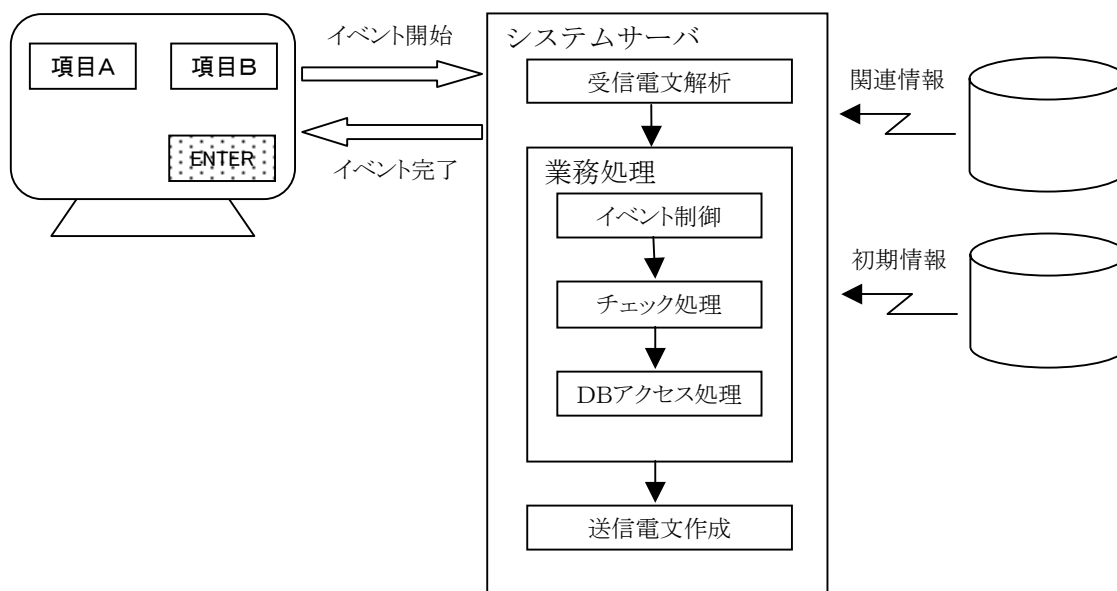 項目A
項目B
ENTER
イベント開始
イベント完了
システムサーバ
受信電文解析
業務処理
イベント制御
チェック処理
DBアクセス処理
送信電文作成
関連情報
初期情報